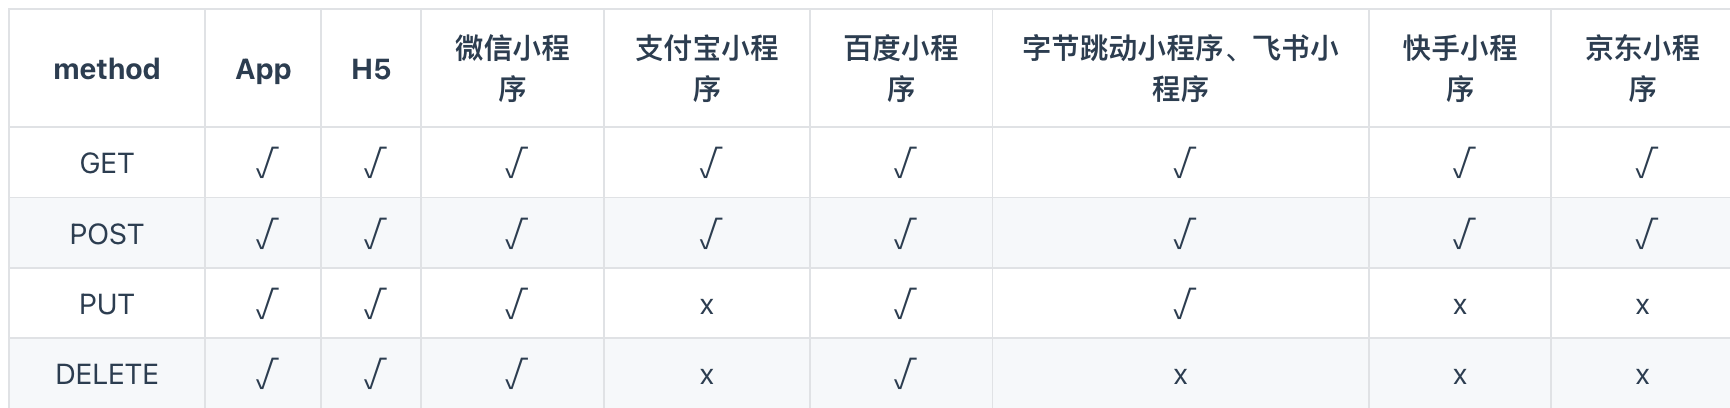 method App H5 微信小程序 支付宝小程序 百度小程序 字节跳动小程序、飞书小程序 快手小程序 京东小程序
GET √ √ √ √ √ √ √ √
POST √ √ √ √ √ √ √ √
PUT √ √ √ x √ √ x x
DELETE √ √ √ x √ x x x